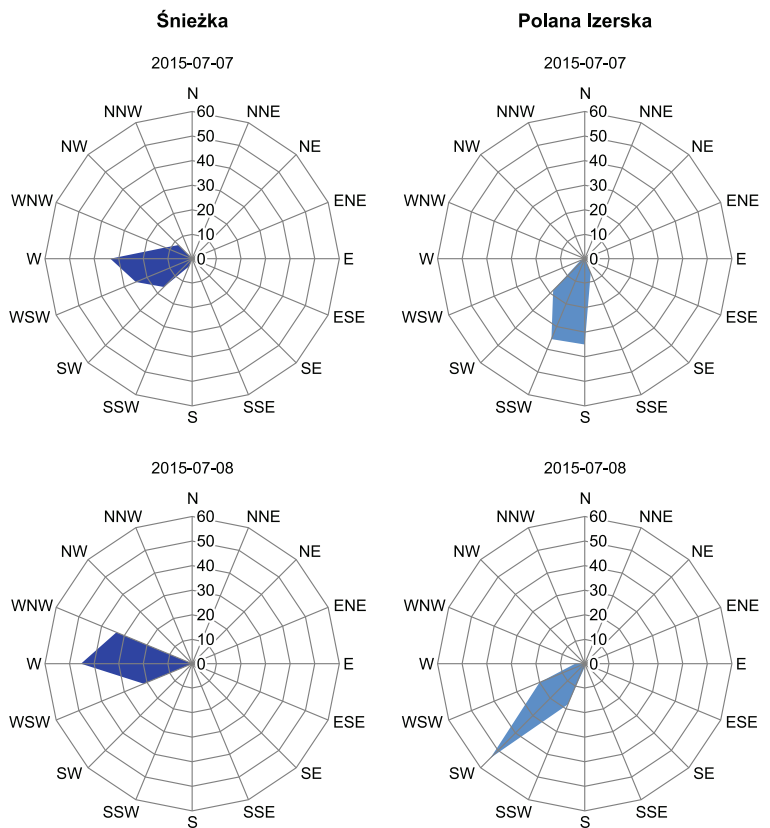 Śnieżka
Polana Izerska
2015-07-07
N
NNE
NE
ENE
E
ESE
SE
SSE
S
SSW
SW
WSW
W
WNW
NW
NNW
60
50
40
30
20
10
0
2015-07-07
N
NNE
NE
ENE
E
ESE
SE
SSE
S
SSW
SW
WSW
W
WNW
NW
NNW
60
50
40
30
20
10
0
2015-07-08
N
NNE
NE
ENE
E
ESE
SE
SSE
S
SSW
SW
WSW
W
WNW
NW
NNW
60
50
40
30
20
10
0
2015-07-08
N
NNE
NE
ENE
E
ESE
SE
SSE
S
SSW
SW
WSW
W
WNW
NW
NNW
60
50
40
30
20
10
0